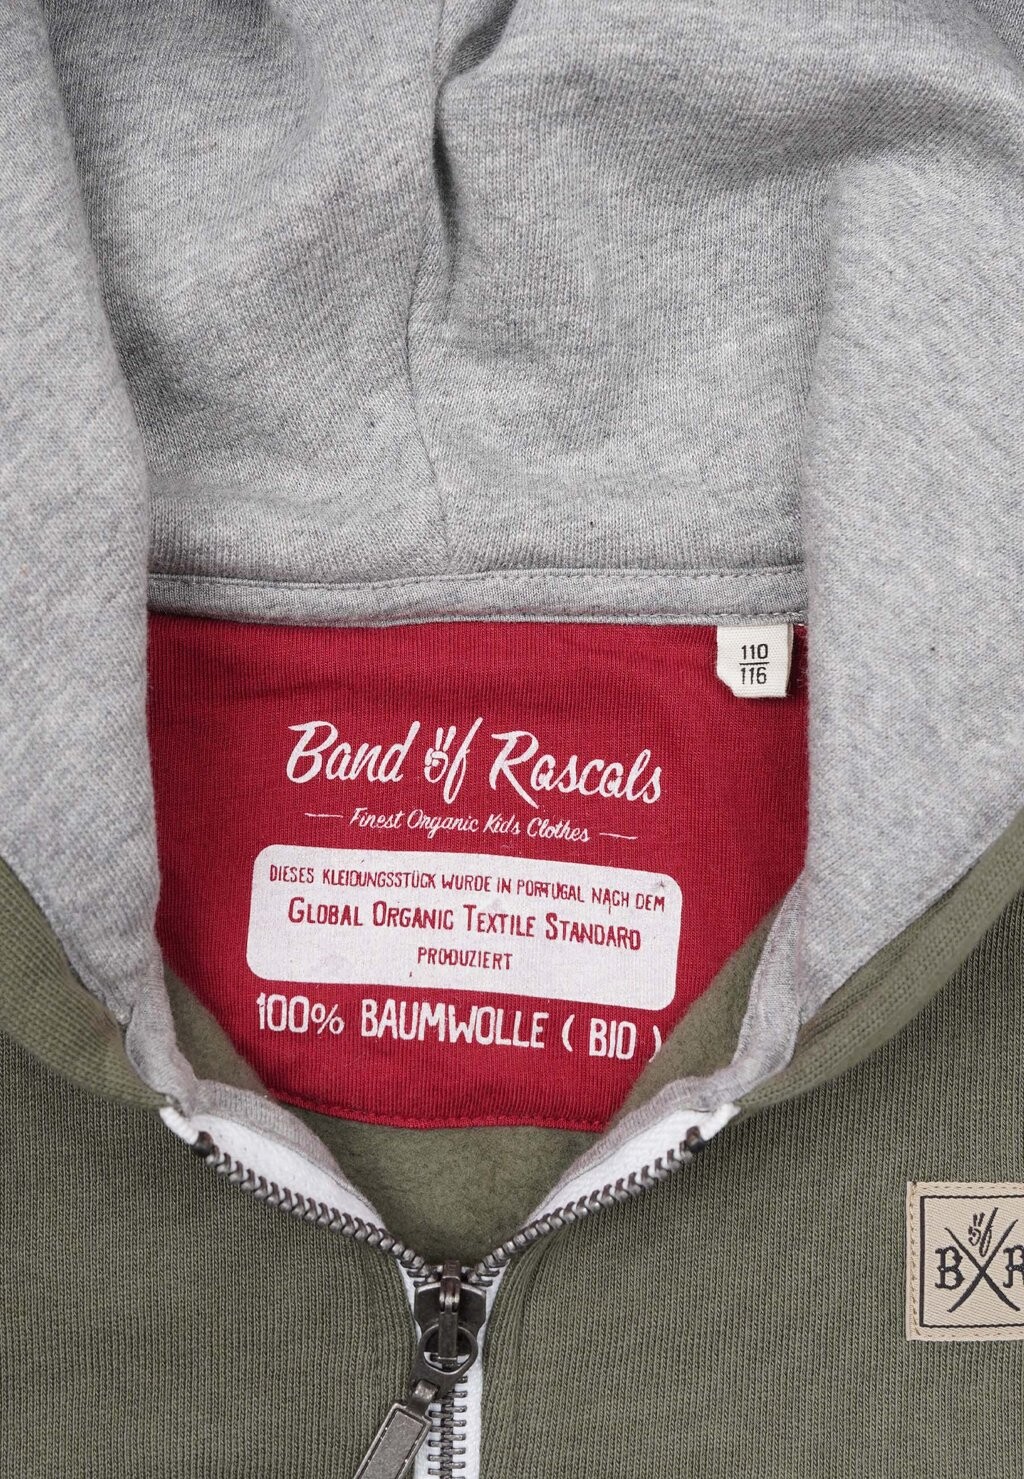 110
116
Band of Rascals
Finest Organic Kids Clothes
DIESES KLEIDUNGSSTÜCK WURDE IN PORTUGAL NACH DEM
GLOBAL ORGANIC TEXTILE STANDARD
PRODUZIERT
100% BAUMWOLLE ( BIO )
of
B X R